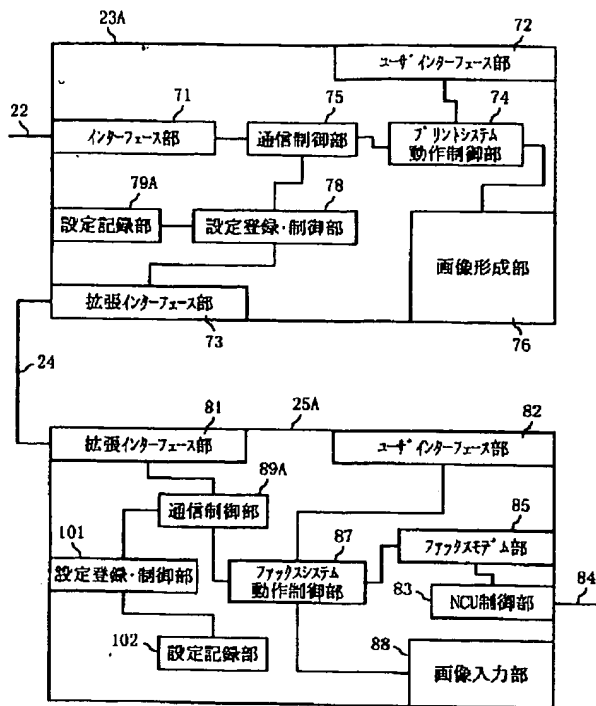 23A
72
ユーザインターフェース部
71
75
74
22
インターフェース部
通信制御部
プリントシステム
動作制御部
79A
78
設定記録部
設定登録・制御部
画像形成部
拡張インターフェース部
73
76
24
81
25A
82
拡張インターフェース部
ユーザインターフェース部
89A
通信制御部
85
101
87
ファックスモデム部
設定登録・制御部
ファックスシステム
動作制御部
83
NCU制御部
84
102
設定記録部
88
画像入力部